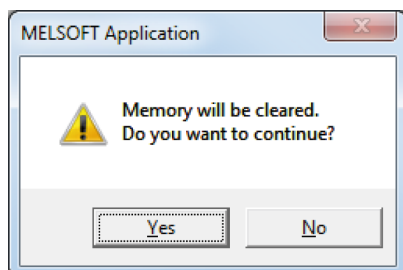 MELSOFT Application
Memory will be cleared.
Do you want to continue?
Yes
No